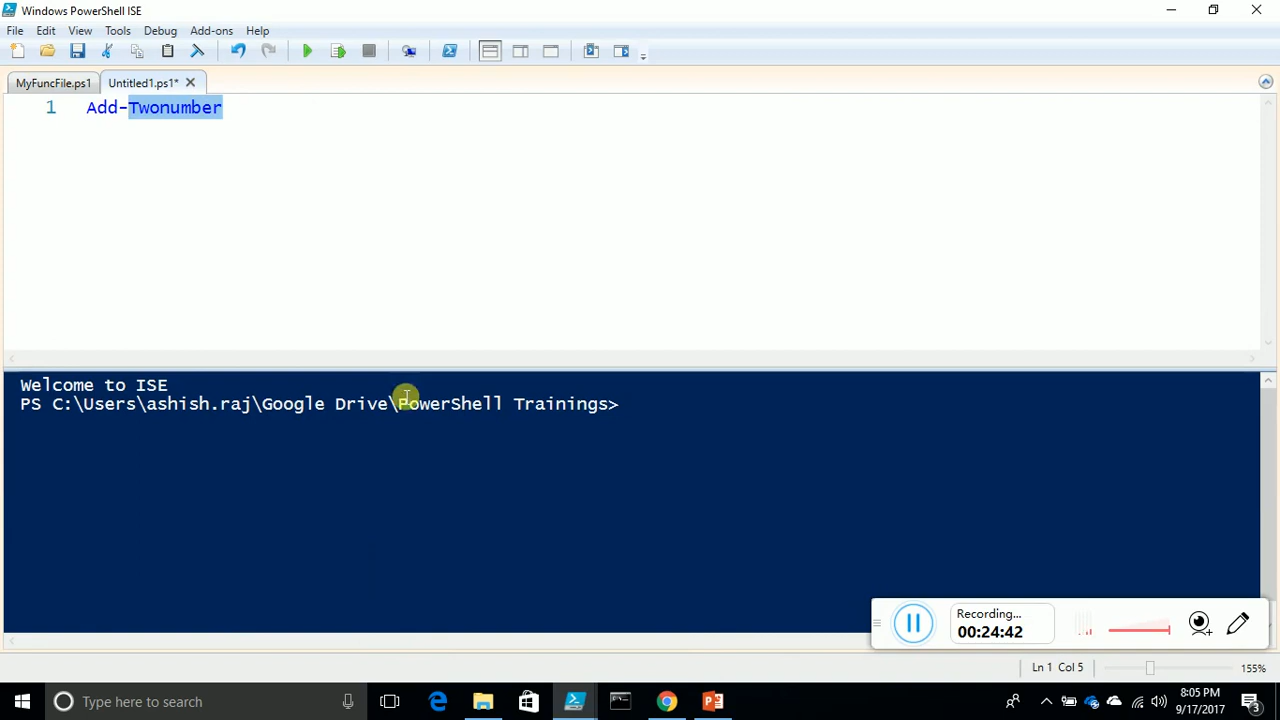 Windows PowerShell ISE
File Edit View Tools Debug Add-ons Help
MyFuncFile.ps1 Untitled1.ps1*
1 Add-Twonumber
Welcome to ISE
PS C:\Users\ashish.raj\Google Drive\PowerShell Trainings>
Recording...
00:24:42
Ln 1 Col 5 155%
Type here to search
8:05 PM
9/17/2017
3